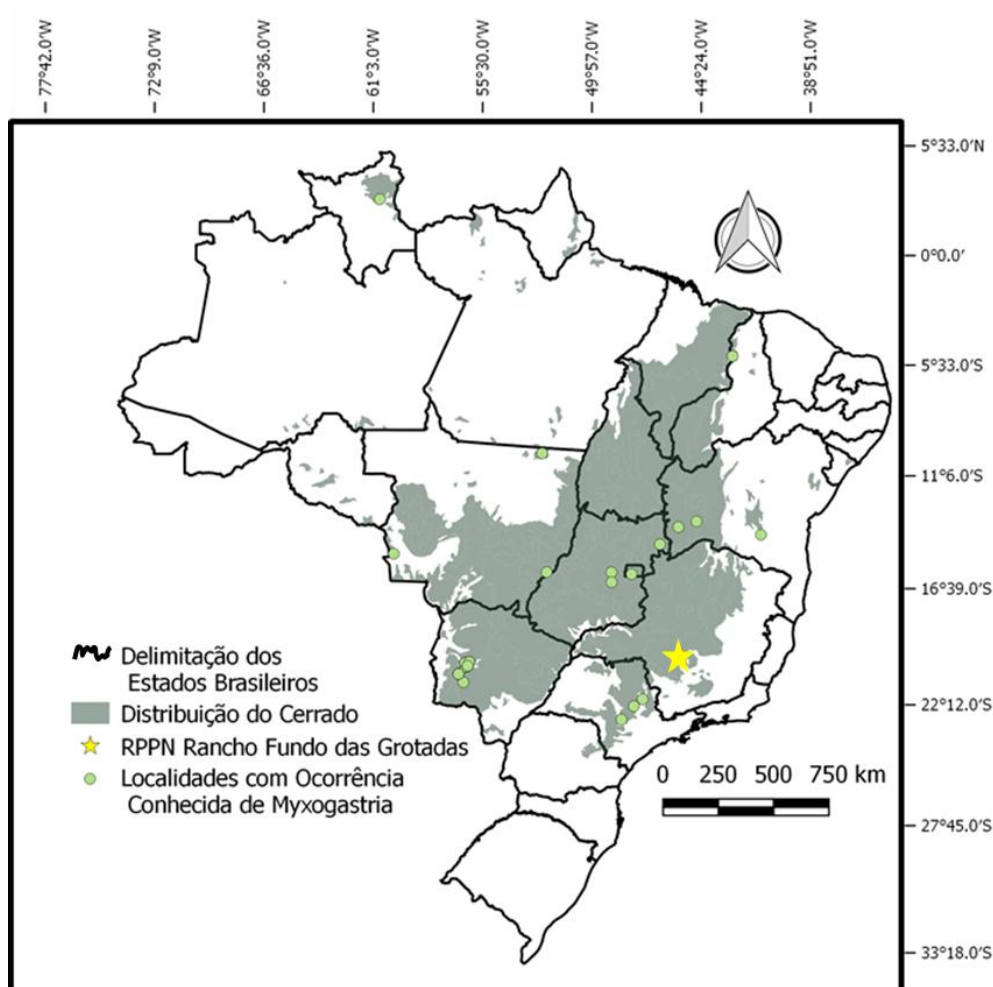 77°42.0'W
72°9.0'W
66°36.0'W
61°3.0'W
55°30.0'W
49°57.0'W
44°24.0'W
38°51.0'W
5°33.0'N
0°0.0'
5°33.0'S
11°6.0'S
16°39.0'S
22°12.0'S
27°45.0'S
33°18.0'S
Delimitação dos
Estados Brasileiros
Distribuição do Cerrado
RPPN Rancho Fundo das Grotadas
Localidades com Ocorrência
Conhecida de Myxogastria
0 250 500 750 km